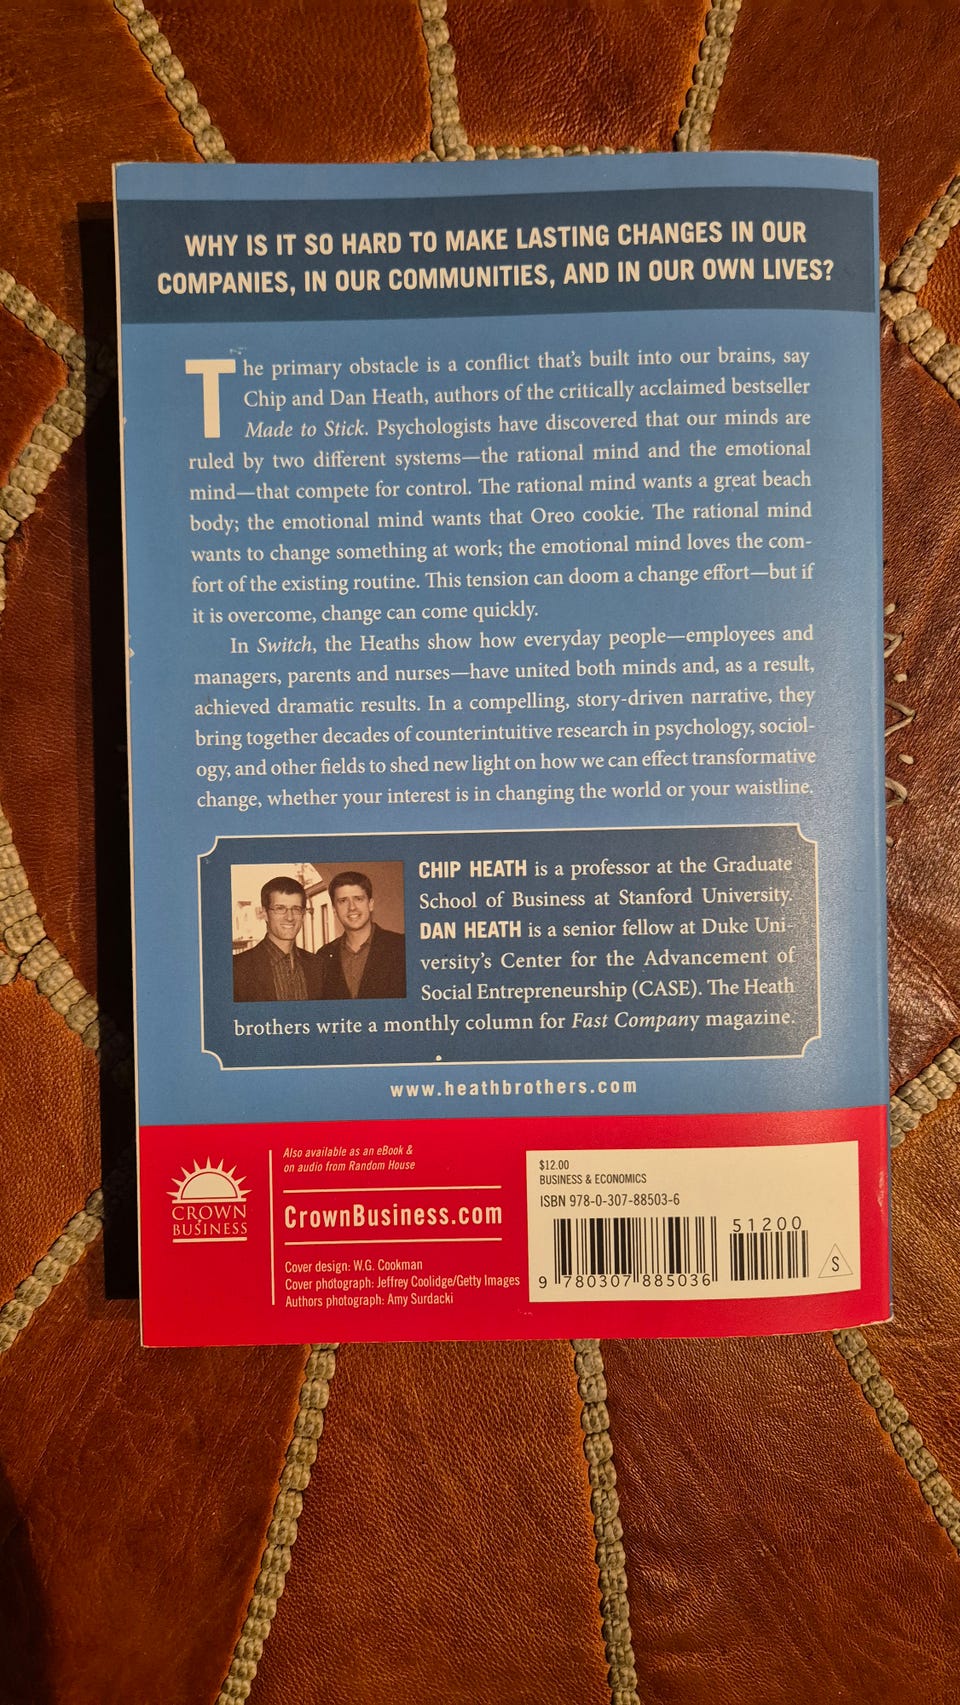 WHY IS IT SO HARD TO MAKE LASTING CHANGES IN OUR
COMPANIES, IN OUR COMMUNITIES, AND IN OUR OWN LIVES?
The primary obstacle is a conflict that's built into our brains, say
Chip and Dan Heath, authors of the critically acclaimed bestseller
Made to Stick. Psychologists have discovered that our minds are
ruled by two different systems—the rational mind and the emotional
mind—that compete for control. The rational mind wants a great beach
body; the emotional mind wants that Oreo cookie. The rational mind
wants to change something at work; the emotional mind loves the com-
fort of the existing routine. This tension can doom a change effort—but if
it is overcome, change can come quickly.
In Switch, the Heaths show how everyday people—employees and
managers, parents and nurses—have united both minds and, as a result,
achieved dramatic results. In a compelling, story-driven narrative, they
bring together decades of counterintuitive research in psychology, sociol-
ogy, and other fields to shed new light on how we can effect transformative
change, whether your interest is in changing the world or your waistline.
CHIP HEATH is a professor at the Graduate
School of Business at Stanford University.
DAN HEATH is a senior fellow at Duke Uni-
versity's Center for the Advancement of
Social Entrepreneurship (CASE). The Heath
brothers write a monthly column for Fast Company magazine.
www.heathbrothers.com
CROWN
BUSINESS
Also available as an eBook &
on audio from Random House
CrownBusiness.com
Cover design: W.G. Cookman
Cover photograph: Jeffrey Coolidge/Getty Images
Authors photograph: Amy Surdacki
$12.00
BUSINESS & ECONOMICS
ISBN 978-0-307-88503-6
51200
9 780307 885036
S